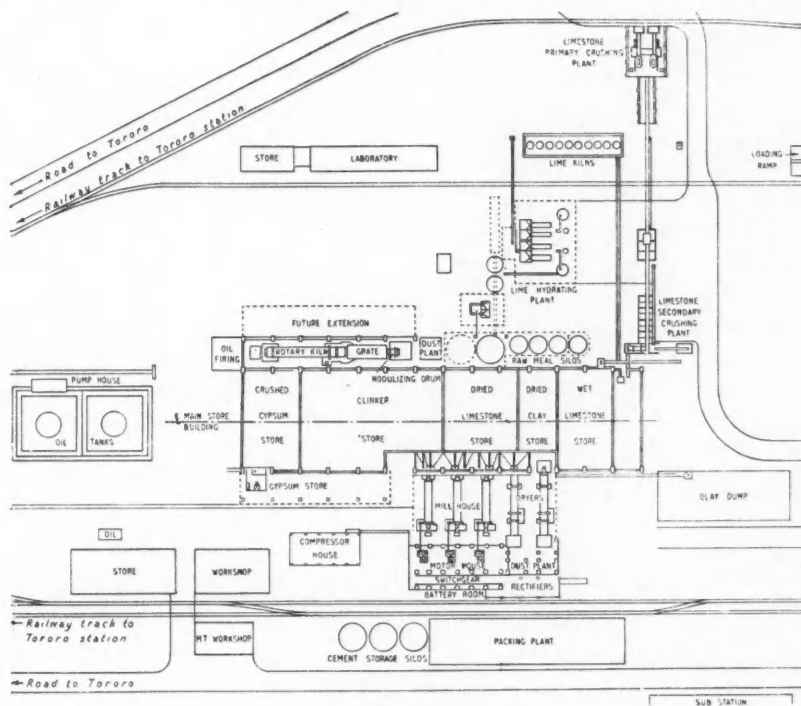 LIMESTONE
PRIMARY CRUSHING
PLANT
Road to Tororo
Railway track to Tororo station
STORE
LABORATORY
LIME KILNS
LOADING
RAMP
LIME HYDRATING
PLANT
LIMESTONE
SECONDARY
CRUSHING
PLANT
FUTURE EXTENSION
OIL
FIRING
ROTARY KILN
GRATE
DUST
PLANT
RAW MEAL SILOS
NODULIZING DRUM
PUMP HOUSE
OIL
TANKS
℄ MAIN STORE
BUILDING
CRUSHED
GYPSUM
STORE
CLINKER
STORE
DRIED
LIMESTONE
STORE
DRIED
CLAY
STORE
WET
LIMESTONE
STORE
GYPSUM STORE
MILL HOUSE
DRYERS
CLAY DUMP
OIL
COMPRESSOR
HOUSE
STORE
WORKSHOP
MOTOR HOUSE
DUST PLANT
SWITCHGEAR
BATTERY ROOM
RECTIFIERS
Railway track to
Tororo station
M.T WORKSHOP
CEMENT STORAGE SILOS
PACKING PLANT
Road to Tororo
SUB STATION